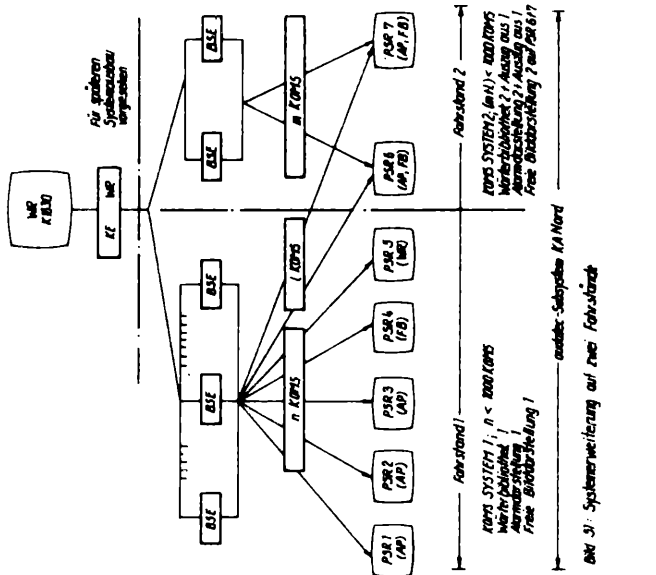 WR
K1630
KE WR
Für späteren
Systemausbau
vorgesehen
BSE
BSE
BSE
BSE
BSE
n KOMS
l KOMS
m KOMS
PSR 1
(AP)
PSR 2
(AP)
PSR 3
(AP)
PSR 4
(FB)
PSR 5
(WR)
PSR 6
(AP, FB)
PSR 7
(AP, FB)
Fahrstand 1
Fahrstand 2
KOMS SYSTEM 1; n < 1000 KOMS
Wörterbibliothek 1
Alarmdarstellung 1
Freie Bilddarstellung 1
KOMS SYSTEM 2; (m+l) < 1000 KOMS
Wörterbibliothek 2 + Auszug aus 1
Alarmdarstellung 2 + Auszug aus 1
Freie Bilddarstellung 2 auf PSR 6/7
audatec-Subsystem KA Nord
Bild 51: Systemerweiterung auf zwei Fahrstände